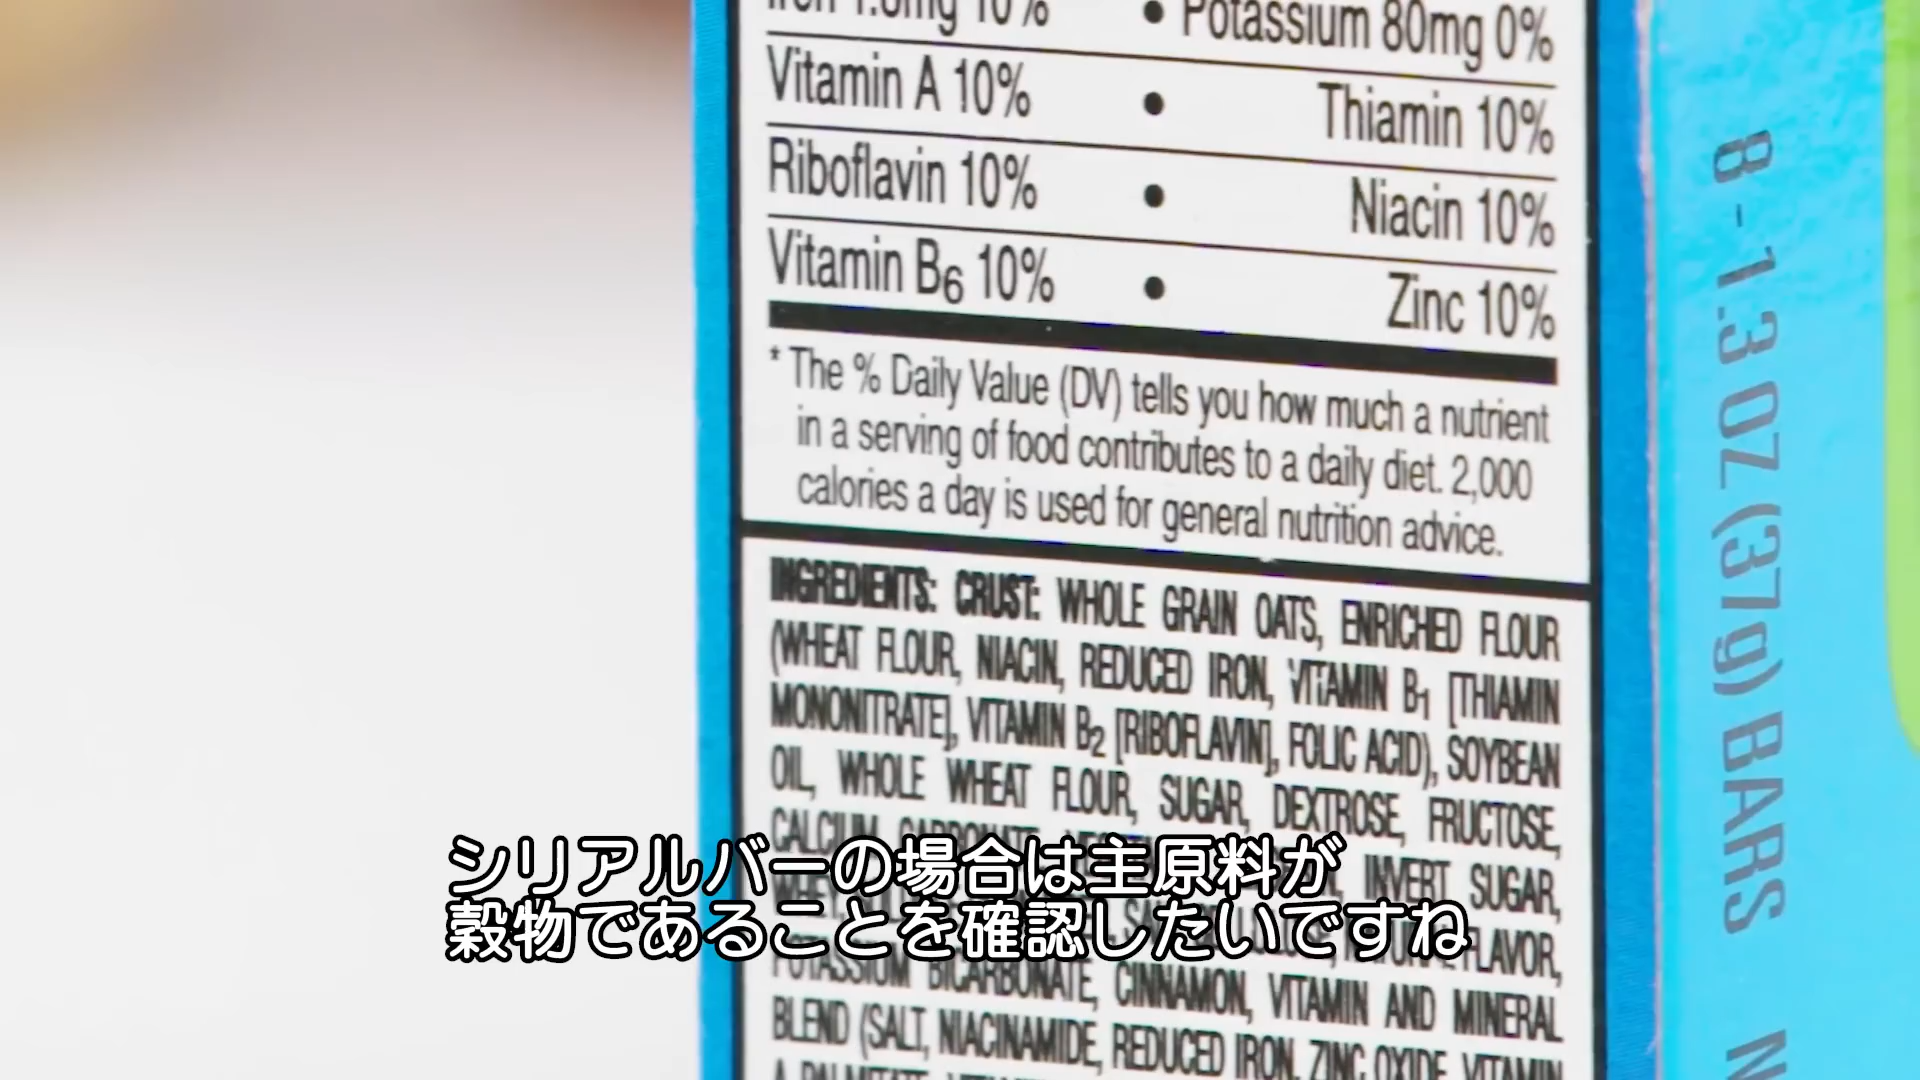 Potassium 80mg 0%
Vitamin A 10% • Thiamin 10%
Riboflavin 10% • Niacin 10%
Vitamin B6 10% • Zinc 10%
* The % Daily Value (DV) tells you how much a nutrient
in a serving of food contributes to a daily diet. 2,000
calories a day is used for general nutrition advice.
INGREDIENTS: CRUST: WHOLE GRAIN OATS, ENRICHED FLOUR
(WHEAT FLOUR, NIACIN, REDUCED IRON, VITAMIN B1 [THIAMIN
MONONITRATE], VITAMIN B2 [RIBOFLAVIN], FOLIC ACID), SOYBEAN
OIL, WHOLE WHEAT FLOUR, SUGAR, DEXTROSE, FRUCTOSE,
CALCIUM
INVERT SUGAR,
FLAVOR,
POTASSIUM BICARBONATE, CINNAMON, VITAMIN AND MINERAL
BLEND (SALT, NIACINAMIDE, REDUCED IRON, ZINC OXIDE, VITAMIN
シリアルバーの場合は主原料が
穀物であることを確認したいですね
8 - 1.3 OZ (37g) BARS